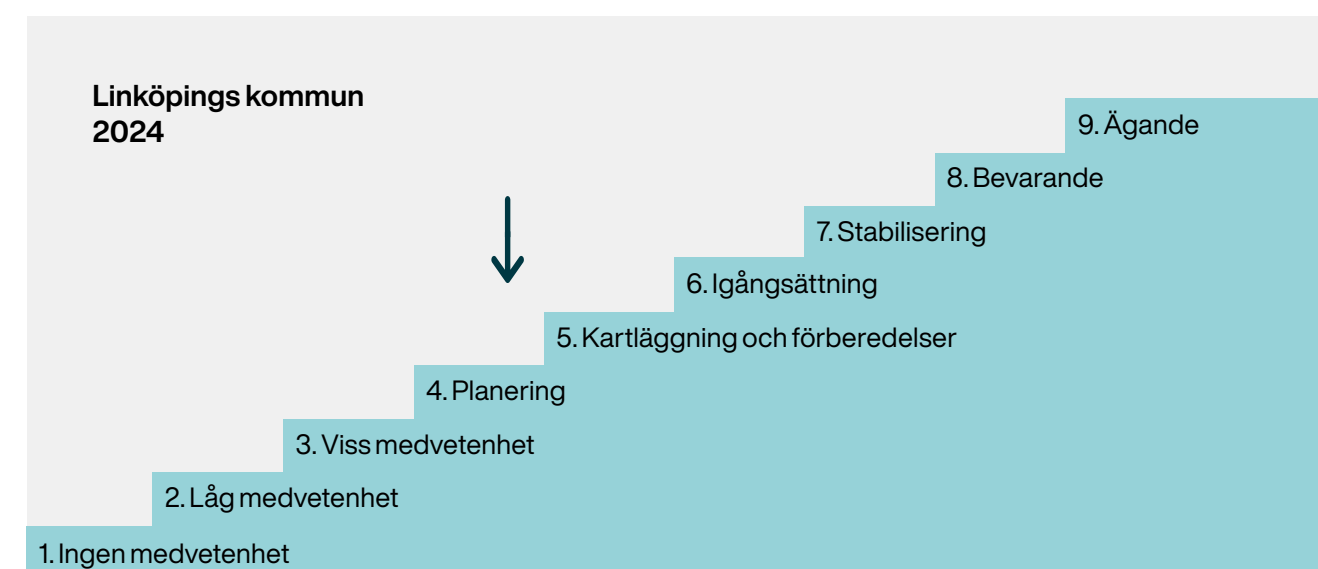 Linköpings kommun
2024
9. Ägande
8. Bevarande
7. Stabilisering
6. Igångsättning
5. Kartläggning och förberedelser
4. Planering
3. Viss medvetenhet
2. Låg medvetenhet
1. Ingen medvetenhet